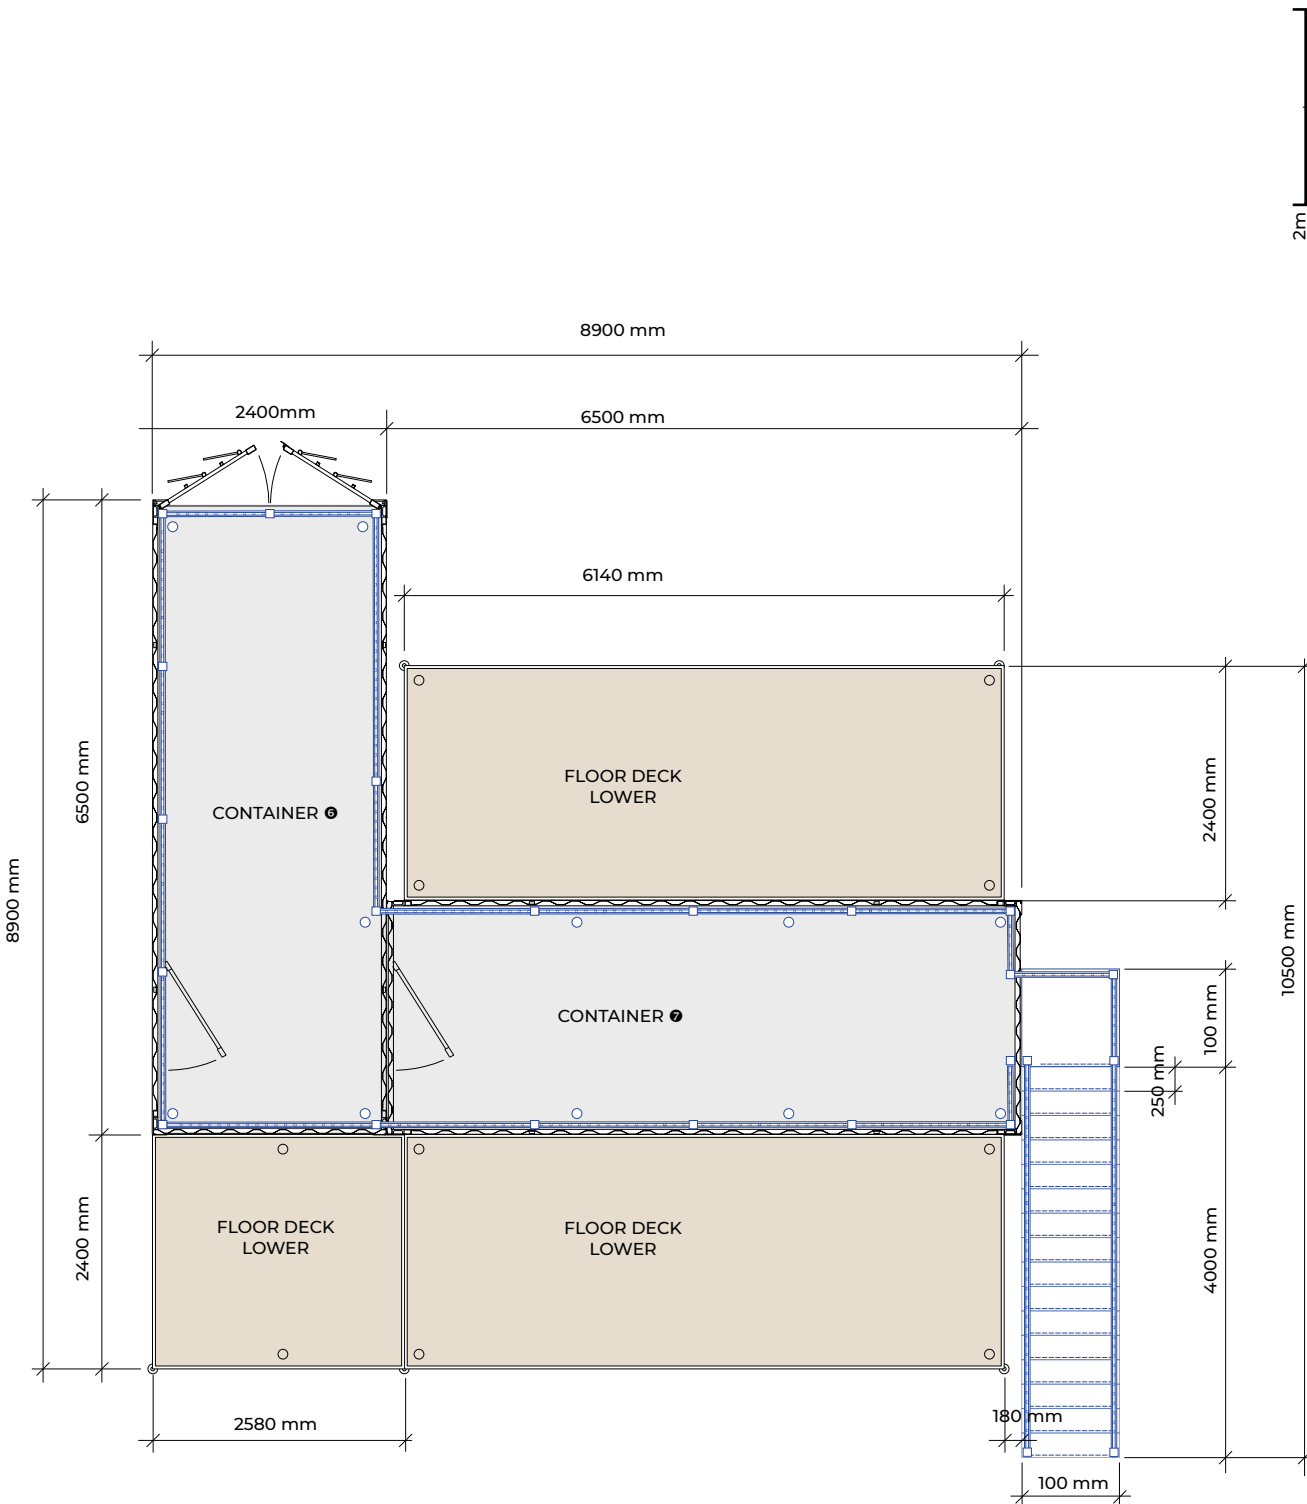 2m
8900 mm
2400mm
6500 mm
6140 mm
FLOOR DECK
LOWER
2400 mm
6500 mm
CONTAINER ❻
8900 mm
10500 mm
CONTAINER ❼
100 mm
250 mm
FLOOR DECK
LOWER
FLOOR DECK
LOWER
2400 mm
4000 mm
2580 mm
180 mm
100 mm